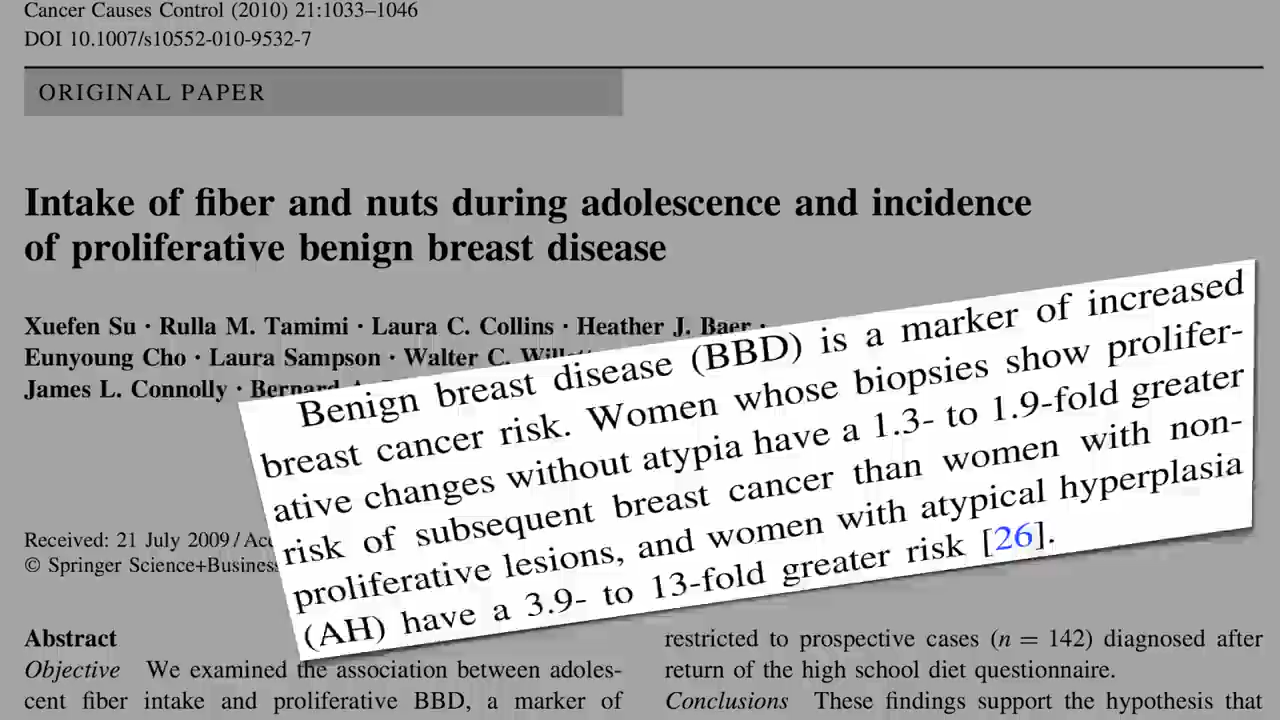 Cancer Causes Control (2010) 21:1033–1046
DOI 10.1007/s10552-010-9532-7
ORIGINAL PAPER
Intake of fiber and nuts during adolescence and incidence
of proliferative benign breast disease
Xuefen Su · Rulla M. Tamimi · Laura C. Collins · Heather J. Baer ·
Eunyoung Cho · Laura Sampson · Walter C.
James L. Connolly · Bernard
Benign breast disease (BBD) is a marker of increased
breast cancer risk. Women whose biopsies show prolifer-
ative changes without atypia have a 1.3- to 1.9-fold greater
risk of subsequent breast cancer than women with non-
proliferative lesions, and women with atypical hyperplasia
(AH) have a 3.9- to 13-fold greater risk [26].
Received: 21 July 2009 /
© Springer Science+Business
Abstract
Objective We examined the association between adoles-
cent fiber intake and proliferative BBD, a marker of
restricted to prospective cases (n = 142) diagnosed after
return of the high school diet questionnaire.
Conclusions These findings support the hypothesis that